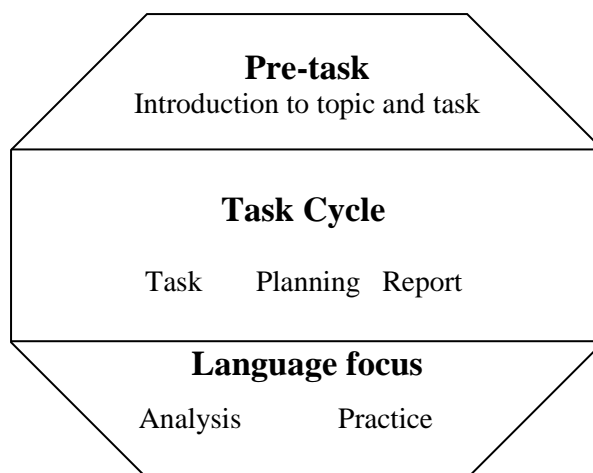 Pre-task
Introduction to topic and task
Task Cycle
Task Planning Report
Language focus
Analysis Practice